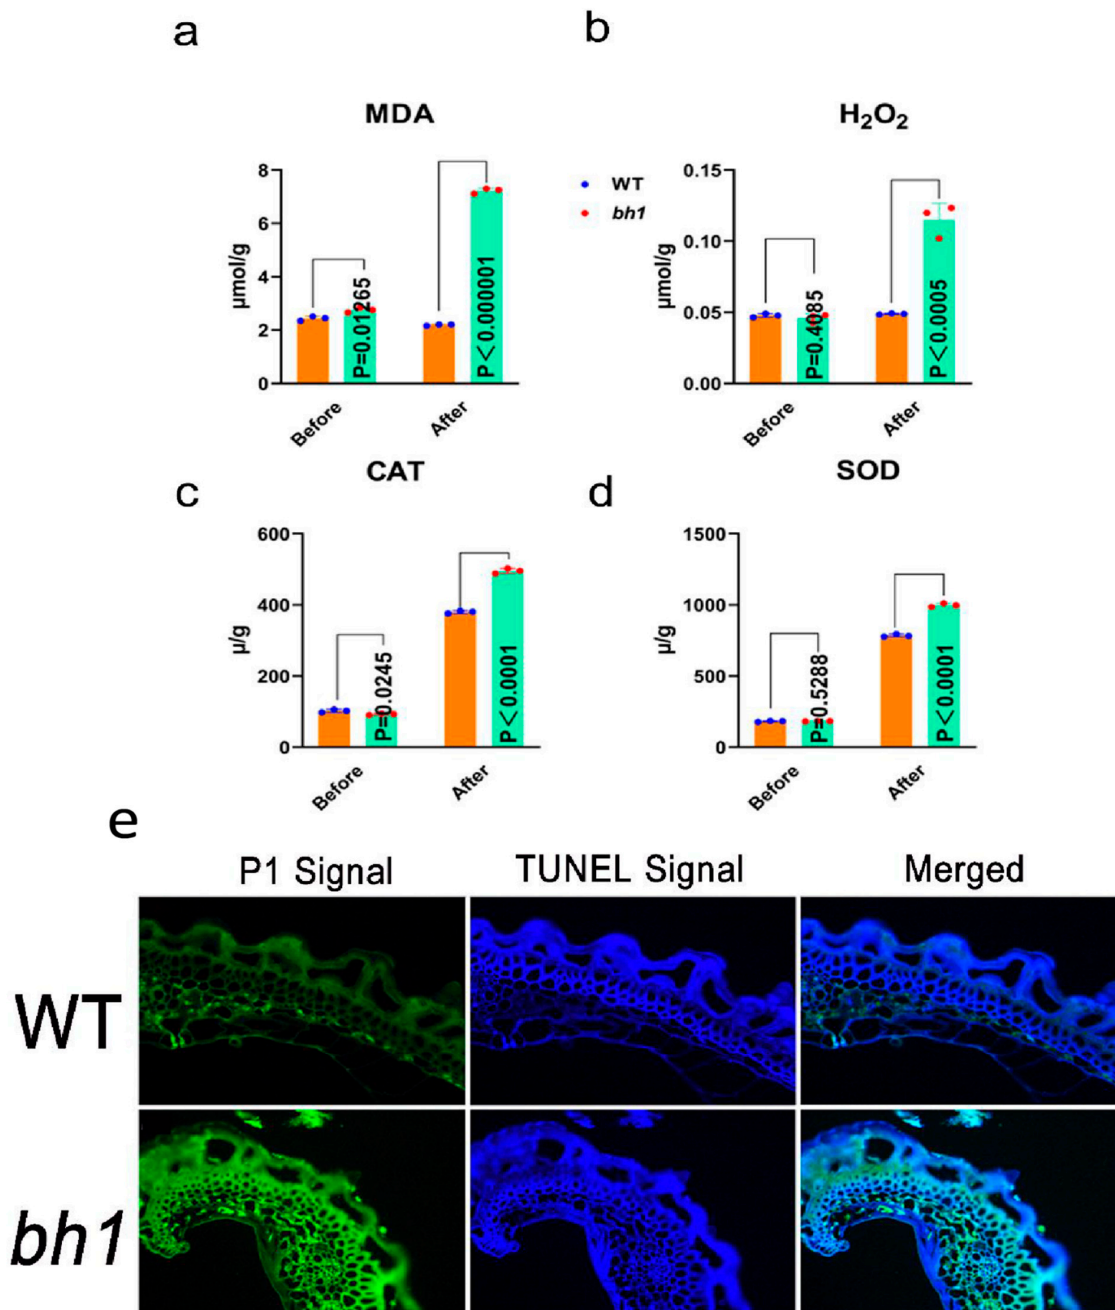 a
b
MDA
H₂O₂
8
6
4
2
0
μmol/g
P=0.01265
P<0.000001
Before
After
WT
bh1
0.15
0.10
0.05
0.00
μmol/g
P=0.4085
P<0.0005
Before
After
c
CAT
d
SOD
600
400
200
0
μ/g
P=0.0245
P<0.0001
Before
After
1500
1000
500
0
μ/g
P=0.5288
P<0.0001
Before
After
e
P1 Signal TUNEL Signal Merged
WT
bh1